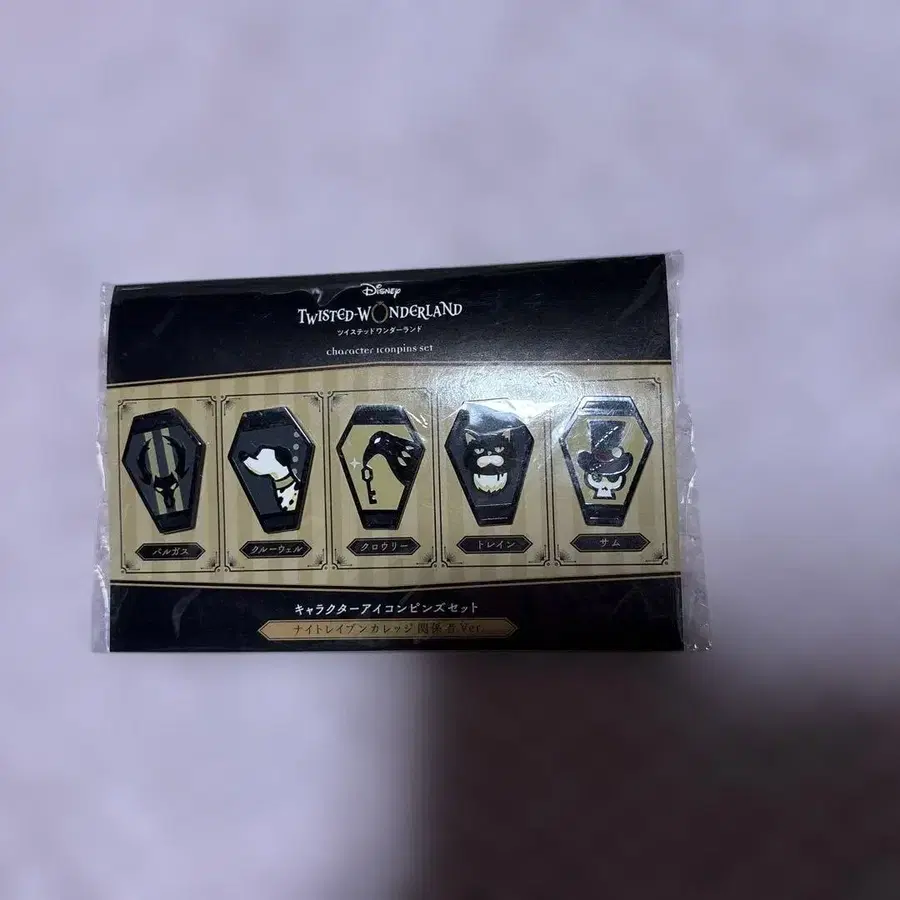 Disney
TWISTED-WONDERLAND
ツイステッドワンダーランド
character iconpins set
バルガス
クルーウェル
クロウリー
トレイン
サム
キャラクターアイコンピンズセット
ナイトレイブンカレッジ関係者.Ver